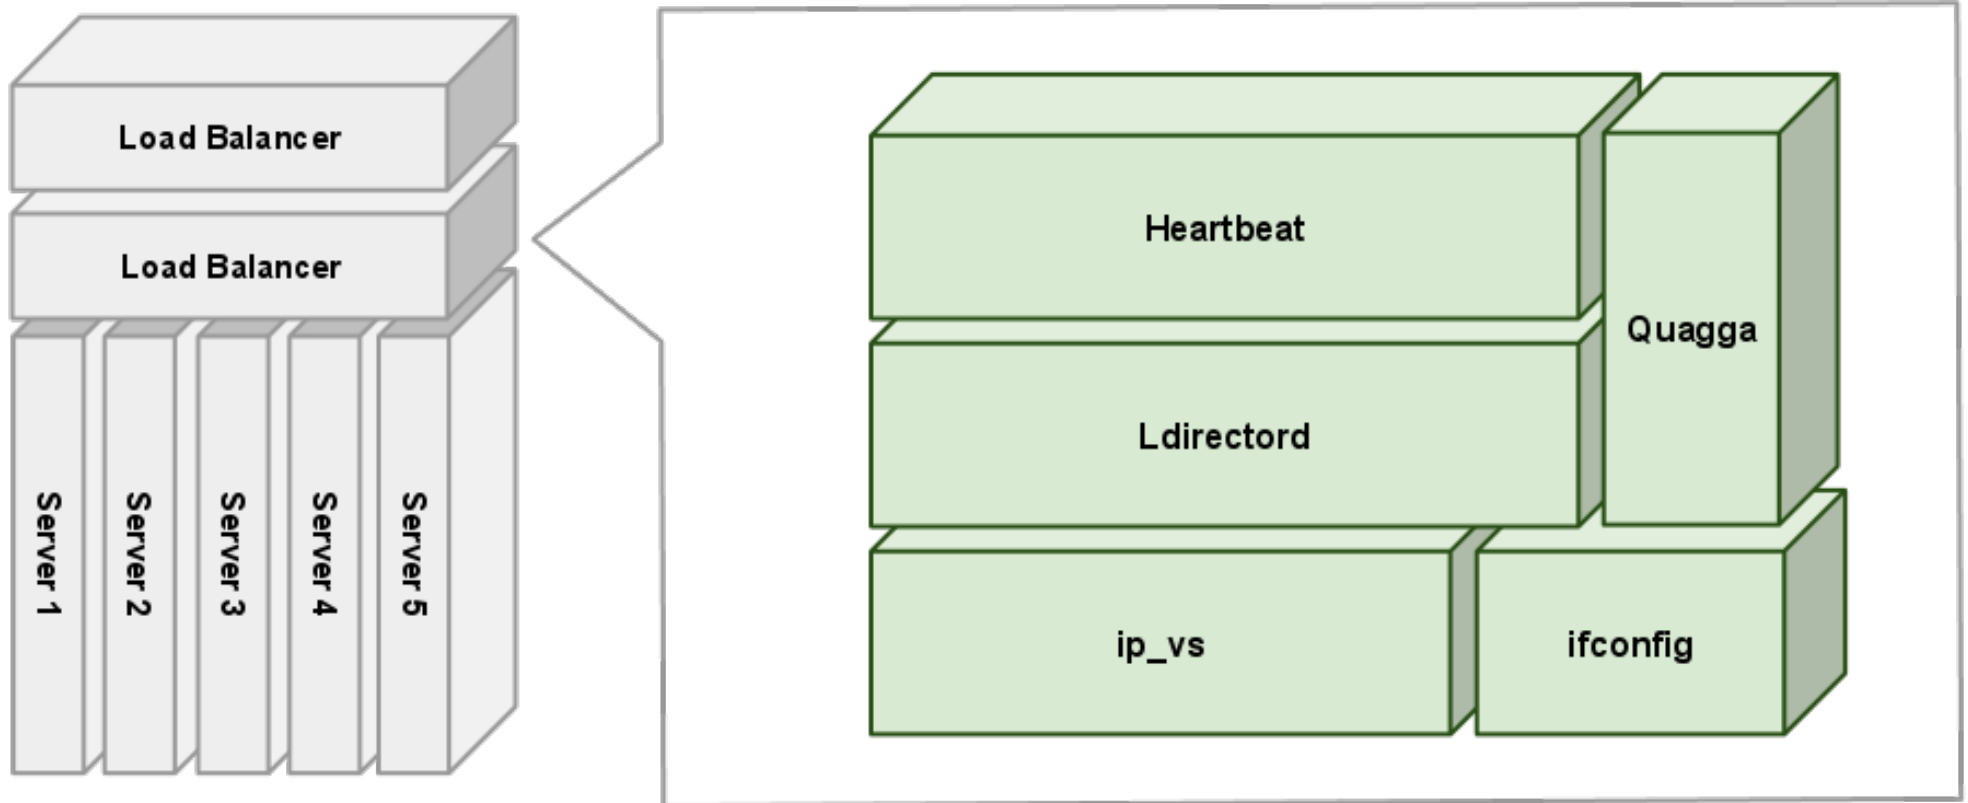 Load Balancer
Load Balancer
Server 1
Server 2
Server 3
Server 4
Server 5
Heartbeat
Quagga
Ldirectord
ip_vs
ifconfig